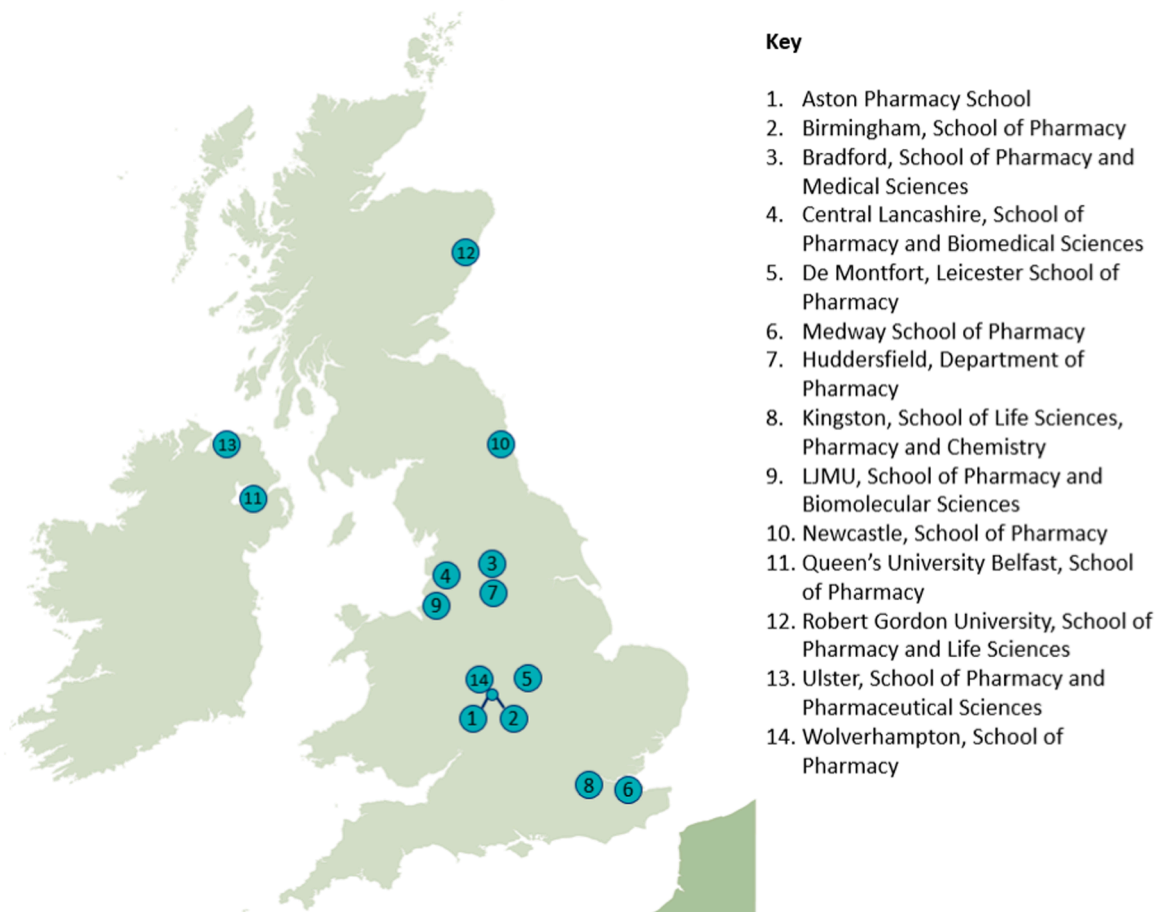 Key
1. Aston Pharmacy School
2. Birmingham, School of Pharmacy
3. Bradford, School of Pharmacy and
Medical Sciences
4. Central Lancashire, School of
Pharmacy and Biomedical Sciences
5. De Montfort, Leicester School of
Pharmacy
6. Medway School of Pharmacy
7. Huddersfield, Department of
Pharmacy
8. Kingston, School of Life Sciences,
Pharmacy and Chemistry
9. LJMU, School of Pharmacy and
Biomolecular Sciences
10. Newcastle, School of Pharmacy
11. Queen’s University Belfast, School
of Pharmacy
12. Robert Gordon University, School of
Pharmacy and Life Sciences
13. Ulster, School of Pharmacy and
Pharmaceutical Sciences
14. Wolverhampton, School of
Pharmacy
12
13
10
11
3
4
7
9
14
5
1
2
8
6